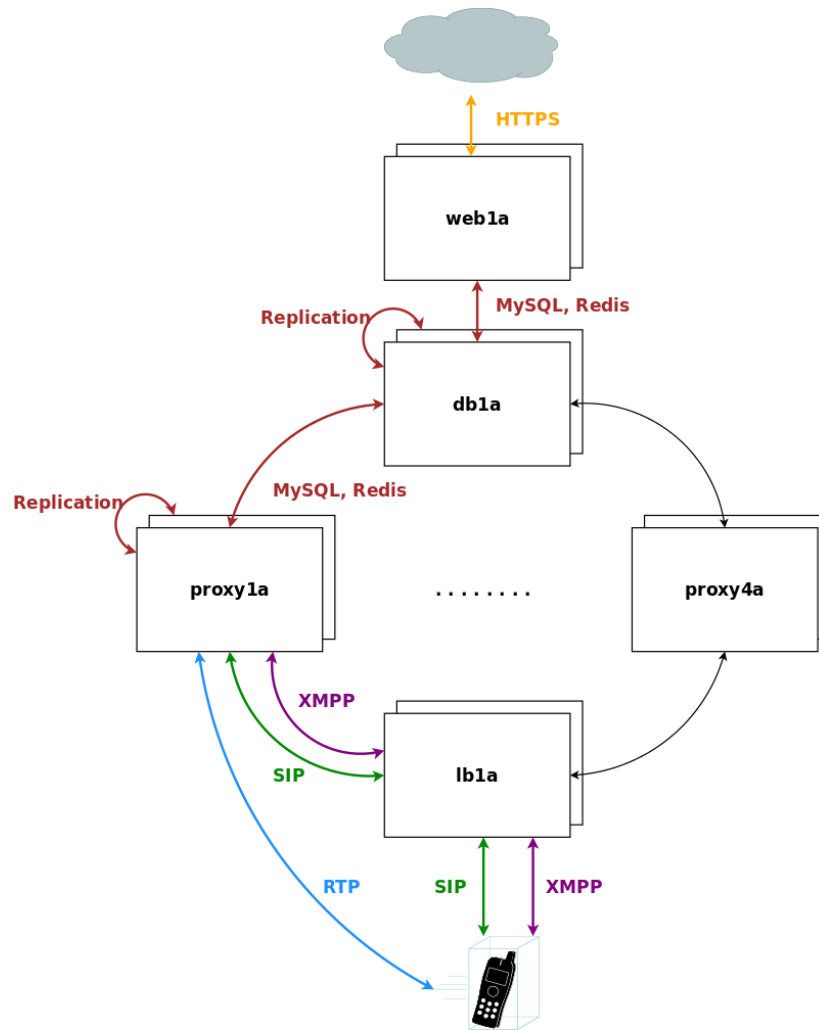 HTTPS
web1a
MySQL, Redis
Replication
db1a
MySQL, Redis
Replication
proxy1a
........
proxy4a
XMPP
SIP
lb1a
RTP
SIP
XMPP